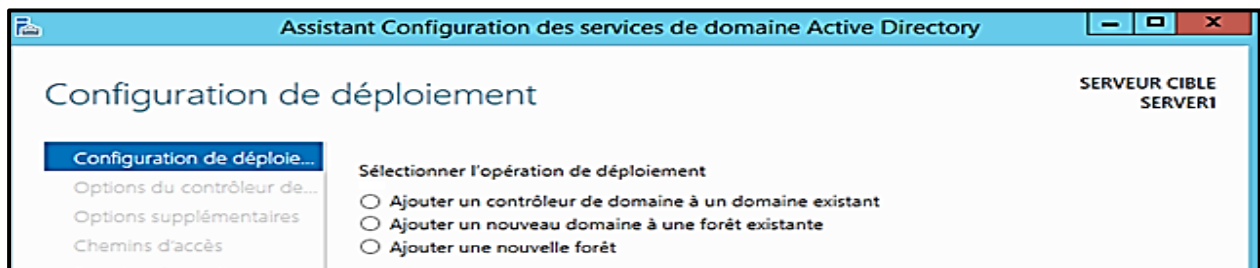 Assistant Configuration des services de domaine Active Directory
Configuration de déploiement
SERVEUR CIBLE
SERVER1
Configuration de déploie...
Options du contrôleur de...
Options supplémentaires
Chemins d'accès
Sélectionner l'opération de déploiement
Ajouter un contrôleur de domaine à un domaine existant
Ajouter un nouveau domaine à une forêt existante
Ajouter une nouvelle forêt